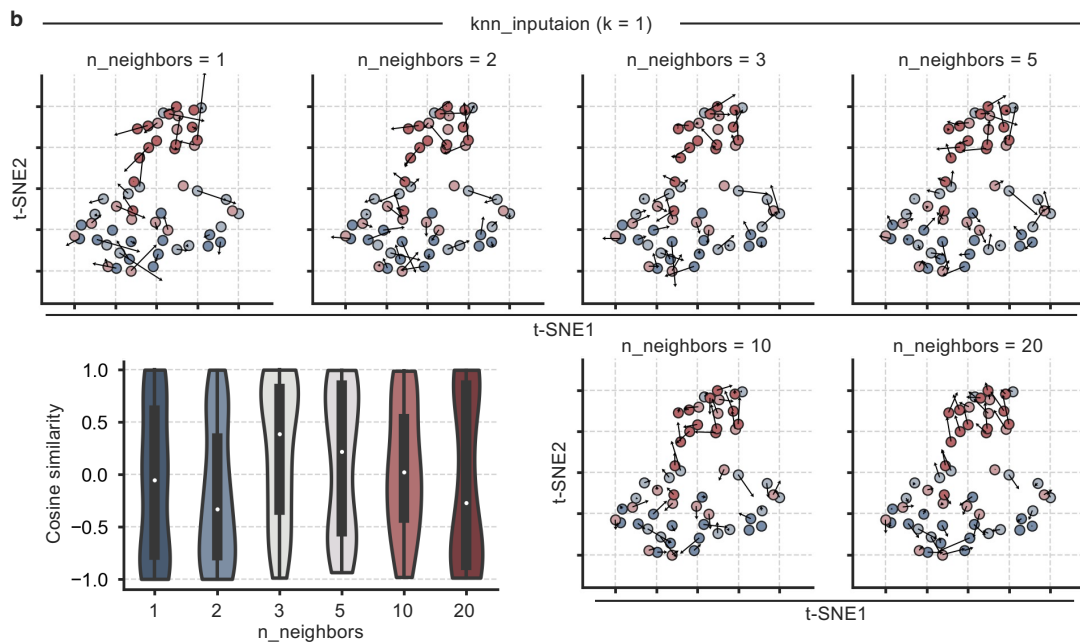 b
knn_inputaion (k = 1)
n_neighbors = 1
n_neighbors = 2
n_neighbors = 3
n_neighbors = 5
t-SNE2
t-SNE1
n_neighbors = 10
n_neighbors = 20
1.0
0.5
0.0
−0.5
−1.0
Cosine similarity
1 2 3 5 10 20
n_neighbors
t-SNE2
t-SNE1